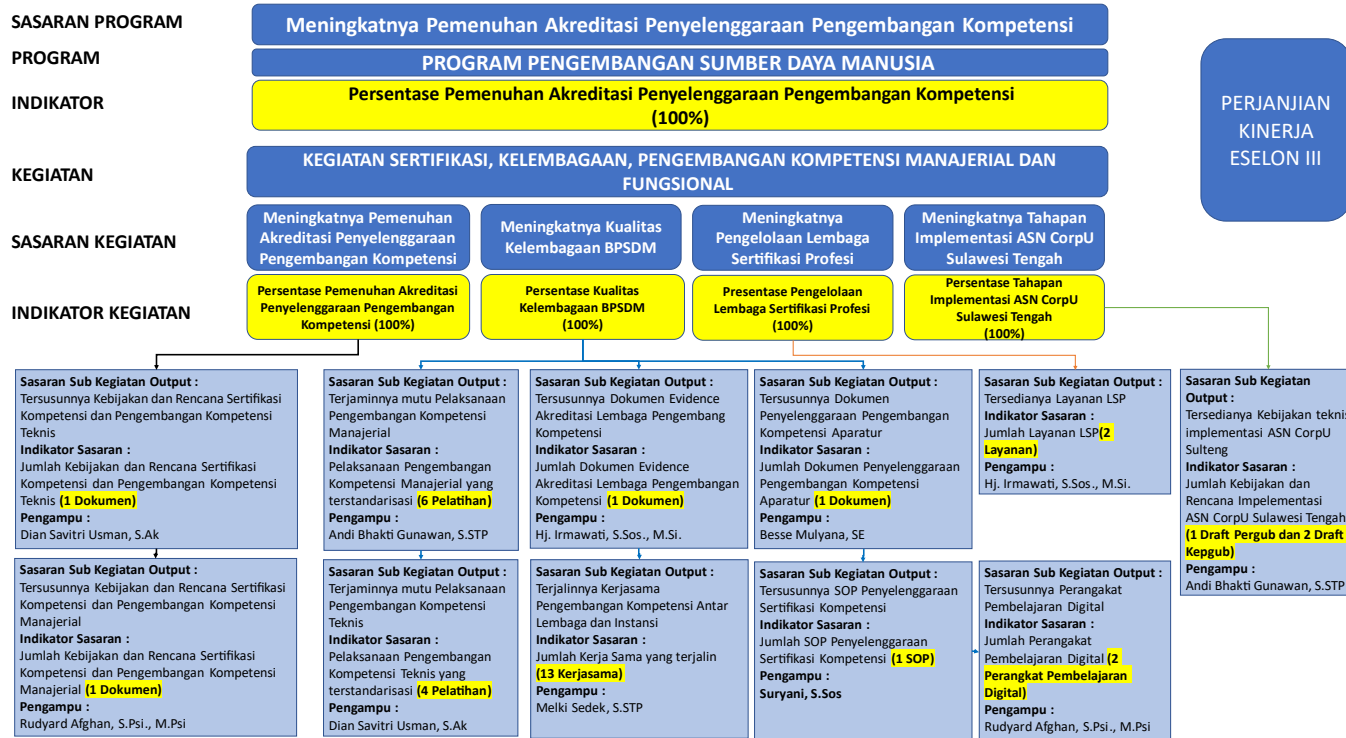 SASARAN PROGRAM
Meningkatnya Pemenuhan Akreditasi Penyelenggaraan Pengembangan Kompetensi
PROGRAM
PROGRAM PENGEMBANGAN SUMBER DAYA MANUSIA
INDIKATOR
Persentase Pemenuhan Akreditasi Penyelenggaraan Pengembangan Kompetensi
(100%)
PERJANJIAN
KINERJA
ESELON III
KEGIATAN
KEGIATAN SERTIFIKASI, KELEMBAGAAN, PENGEMBANGAN KOMPETENSI MANAJERIAL DAN
FUNGSIONAL
SASARAN KEGIATAN
Meningkatnya Pemenuhan
Akreditasi Penyelenggaraan
Pengembangan Kompetensi
Meningkatnya Kualitas
Kelembagaan BPSDM
Meningkatnya
Pengelolaan Lembaga
Sertifikasi Profesi
Meningkatnya Tahapan
Implementasi ASN CorpU
Sulawesi Tengah
INDIKATOR KEGIATAN
Persentase Pemenuhan Akreditasi
Penyelenggaraan Pengembangan
Kompetensi (100%)
Persentase Kualitas
Kelembagaan BPSDM
(100%)
Presentase Pengelolaan
Lembaga Sertifikasi Profesi
(100%)
Persentase Tahapan
Implementasi ASN CorpU
Sulawesi Tengah
(100%)
Sasaran Sub Kegiatan Output :
Tersusunnya Kebijakan dan Rencana Sertifikasi
Kompetensi dan Pengembangan Kompetensi
Teknis
Indikator Sasaran :
Jumlah Kebijakan dan Rencana Sertifikasi
Kompetensi dan Pengembangan Kompetensi
Teknis (1 Dokumen)
Pengampu :
Dian Savitri Usman, S.Ak
Sasaran Sub Kegiatan Output :
Terjaminnya mutu Pelaksanaan
Pengembangan Kompetensi
Manajerial
Indikator Sasaran :
Pelaksanaan Pengembangan
Kompetensi Manajerial yang
terstandarisasi (6 Pelatihan)
Pengampu :
Andi Bhakti Gunawan, S.STP
Sasaran Sub Kegiatan Output :
Tersusunnya Dokumen Evidence
Akreditasi Lembaga Pengembang
Kompetensi
Indikator Sasaran :
Jumlah Dokumen Evidence
Akreditasi Lembaga Pengembangan
Kompetensi (1 Dokumen)
Pengampu :
Hj. Irmawati, S.Sos., M.Si.
Sasaran Sub Kegiatan Output :
Tersusunnya Dokumen
Penyelenggaraan Pengembangan
Kompetensi Aparatur
Indikator Sasaran :
Jumlah Dokumen Penyelenggaraan
Pengembangan Kompetensi
Aparatur (1 Dokumen)
Pengampu :
Besse Mulyana, SE
Sasaran Sub Kegiatan Output :
Tersedianya Layanan LSP
Indikator Sasaran :
Jumlah Layanan LSP(2
Layanan)
Pengampu :
Hj. Irmawati, S.Sos., M.Si.
Sasaran Sub Kegiatan
Output :
Tersedianya Kebijakan teknis
implementasi ASN CorpU
Sulteng
Indikator Sasaran :
Jumlah Kebijakan dan
Rencana Impelementasi
ASN CorpU Sulawesi Tengah
(1 Draft Pergub dan 2 Draft
Kepgub)
Pengampu :
Andi Bhakti Gunawan, S.STP
Sasaran Sub Kegiatan Output :
Tersusunnya Kebijakan dan Rencana Sertifikasi
Kompetensi dan Pengembangan Kompetensi
Manajerial
Indikator Sasaran :
Jumlah Kebijakan dan Rencana Sertifikasi
Kompetensi dan Pengembangan Kompetensi
Manajerial (1 Dokumen)
Pengampu :
Rudyard Afghan, S.Psi., M.Psi
Sasaran Sub Kegiatan Output :
Terjaminnya mutu Pelaksanaan
Pengembangan Kompetensi
Teknis
Indikator Sasaran :
Pelaksanaan Pengembangan
Kompetensi Teknis yang
terstandarisasi (4 Pelatihan)
Pengampu :
Dian Savitri Usman, S.Ak
Sasaran Sub Kegiatan Output :
Terjalinnya Kerjasama
Pengembangan Kompetensi Antar
Lembaga dan Instansi
Indikator Sasaran :
Jumlah Kerja Sama yang terjalin
(13 Kerjasama)
Pengampu :
Melki Sedek, S.STP
Sasaran Sub Kegiatan Output :
Tersusunnya SOP Penyelenggaraan
Sertifikasi Kompetensi
Indikator Sasaran :
Jumlah SOP Penyelenggaraan
Sertifikasi Kompetensi (1 SOP)
Pengampu :
Suryani, S.Sos
Sasaran Sub Kegiatan Output :
Tersusunnya Perangakat
Pembelajaran Digital
Indikator Sasaran :
Jumlah Perangakat
Pembelajaran Digital (2
Perangkat Pembelajaran
Digital)
Pengampu :
Rudyard Afghan, S.Psi., M.Psi